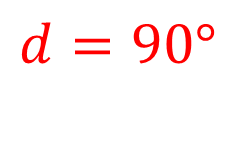 d = 90°